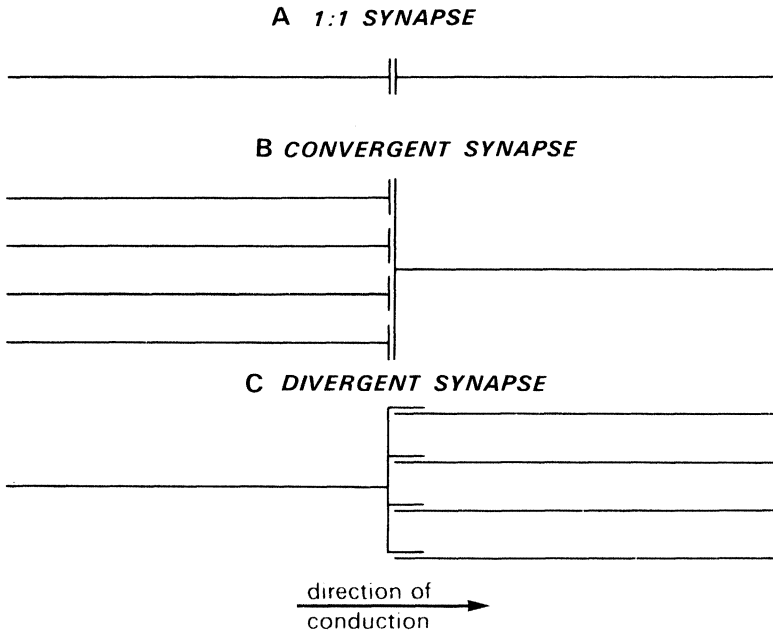 A 1:1 SYNAPSE
B CONVERGENT SYNAPSE
C DIVERGENT SYNAPSE
direction of
conduction